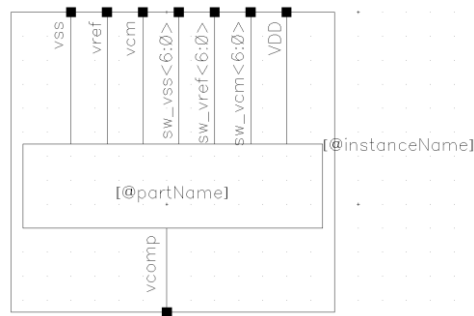 vss
vref
vcm
sw_vss<6:0>
sw_vref<6:0>
sw_vcm<6:0>
VDD
[@instanceName]
[@partName]
vcomp